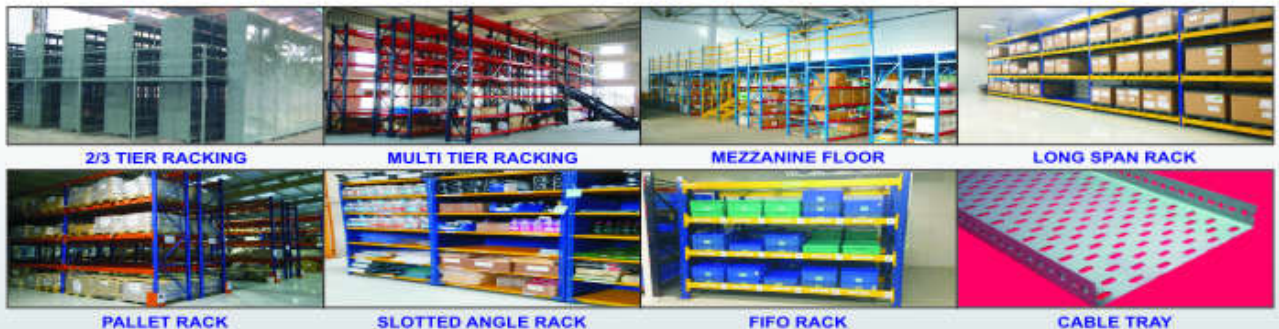 2/3 TIER RACKING
MULTI TIER RACKING
MEZZANINE FLOOR
LONG SPAN RACK
PALLET RACK
SLOTTED ANGLE RACK
FIFO RACK
CABLE TRAY